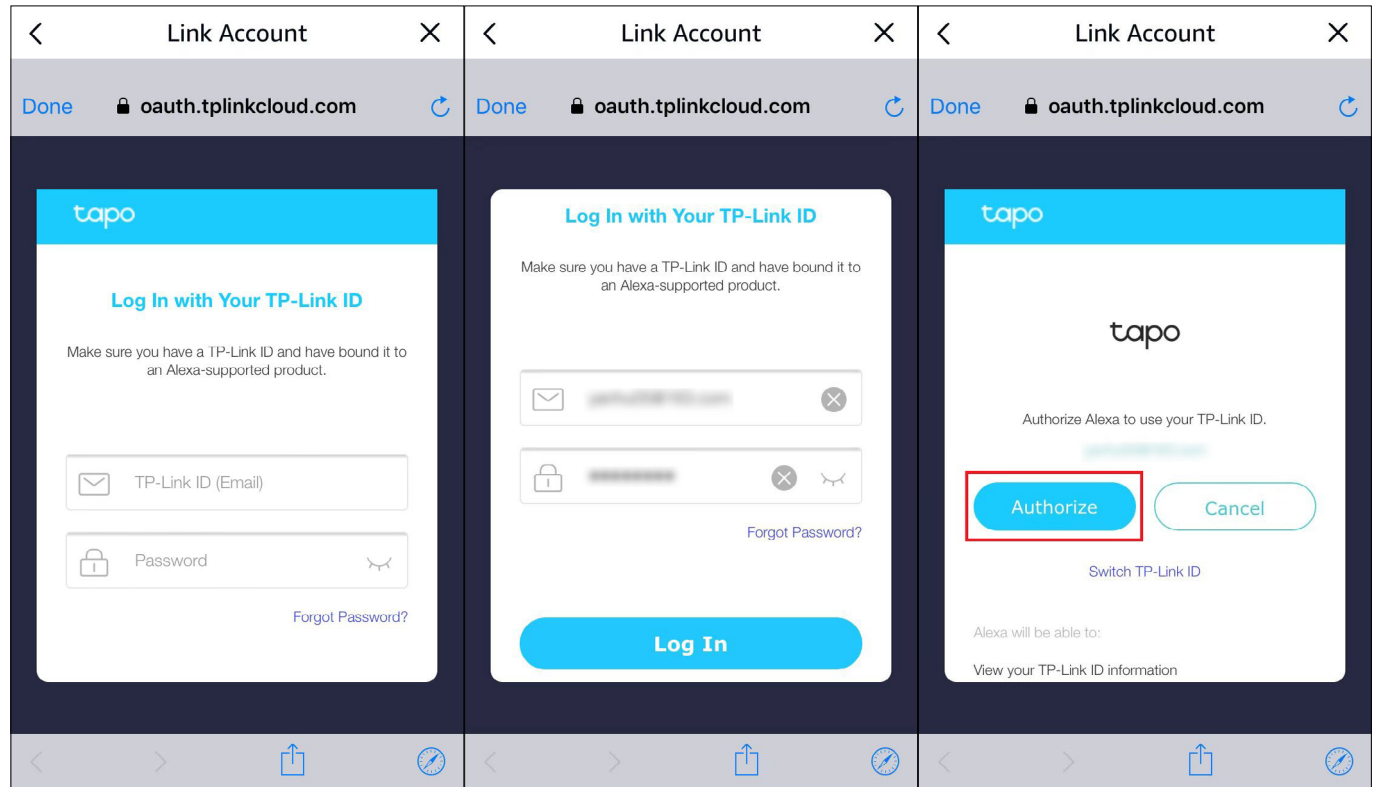 Link Account
Done oauth.tplinkcloud.com
tapo
Log In with Your TP-Link ID
Make sure you have a TP-Link ID and have bound it to
an Alexa-supported product.
TP-Link ID (Email)
Password
Forgot Password?
Link Account
Done oauth.tplinkcloud.com
Log In with Your TP-Link ID
Make sure you have a TP-Link ID and have bound it to
an Alexa-supported product.
Forgot Password?
Log In
Link Account
Done oauth.tplinkcloud.com
tapo
tapo
Authorize Alexa to use your TP-Link ID.
Authorize Cancel
Switch TP-Link ID
Alexa will be able to:
View your TP-Link ID information